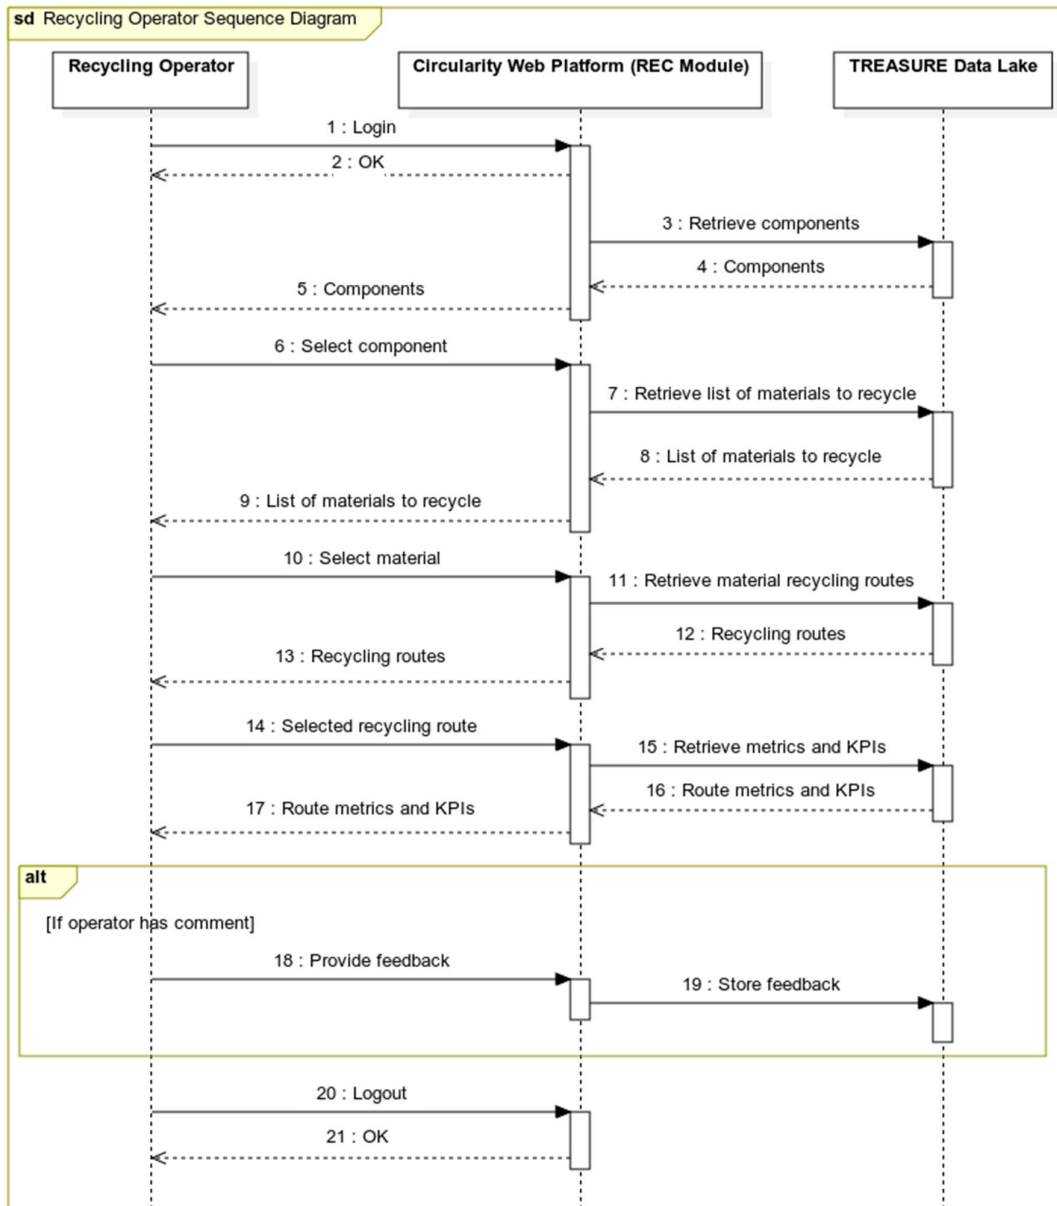 sd Recycling Operator Sequence Diagram
Recycling Operator
Circularity Web Platform (REC Module)
TREASURE Data Lake
1 : Login
2 : OK
3 : Retrieve components
4 : Components
5 : Components
6 : Select component
7 : Retrieve list of materials to recycle
8 : List of materials to recycle
9 : List of materials to recycle
10 : Select material
11 : Retrieve material recycling routes
12 : Recycling routes
13 : Recycling routes
14 : Selected recycling route
15 : Retrieve metrics and KPIs
16 : Route metrics and KPIs
17 : Route metrics and KPIs
alt
[If operator has comment]
18 : Provide feedback
19 : Store feedback
20 : Logout
21 : OK